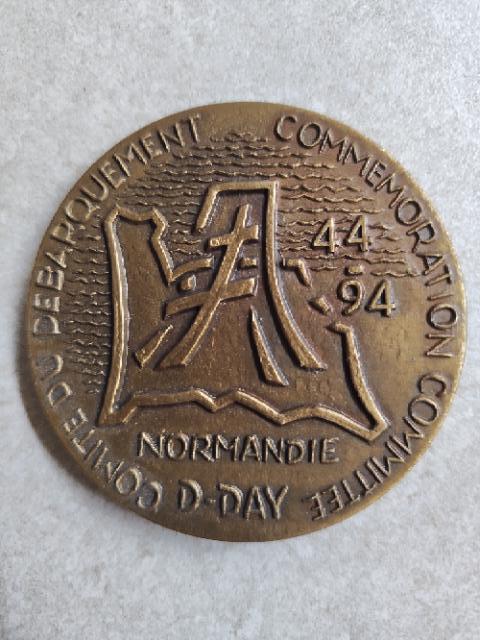 COMITE DU DEBARQUEMENT
D-DAY COMMEMORATION COMMITTEE
44-94
NORMANDIE